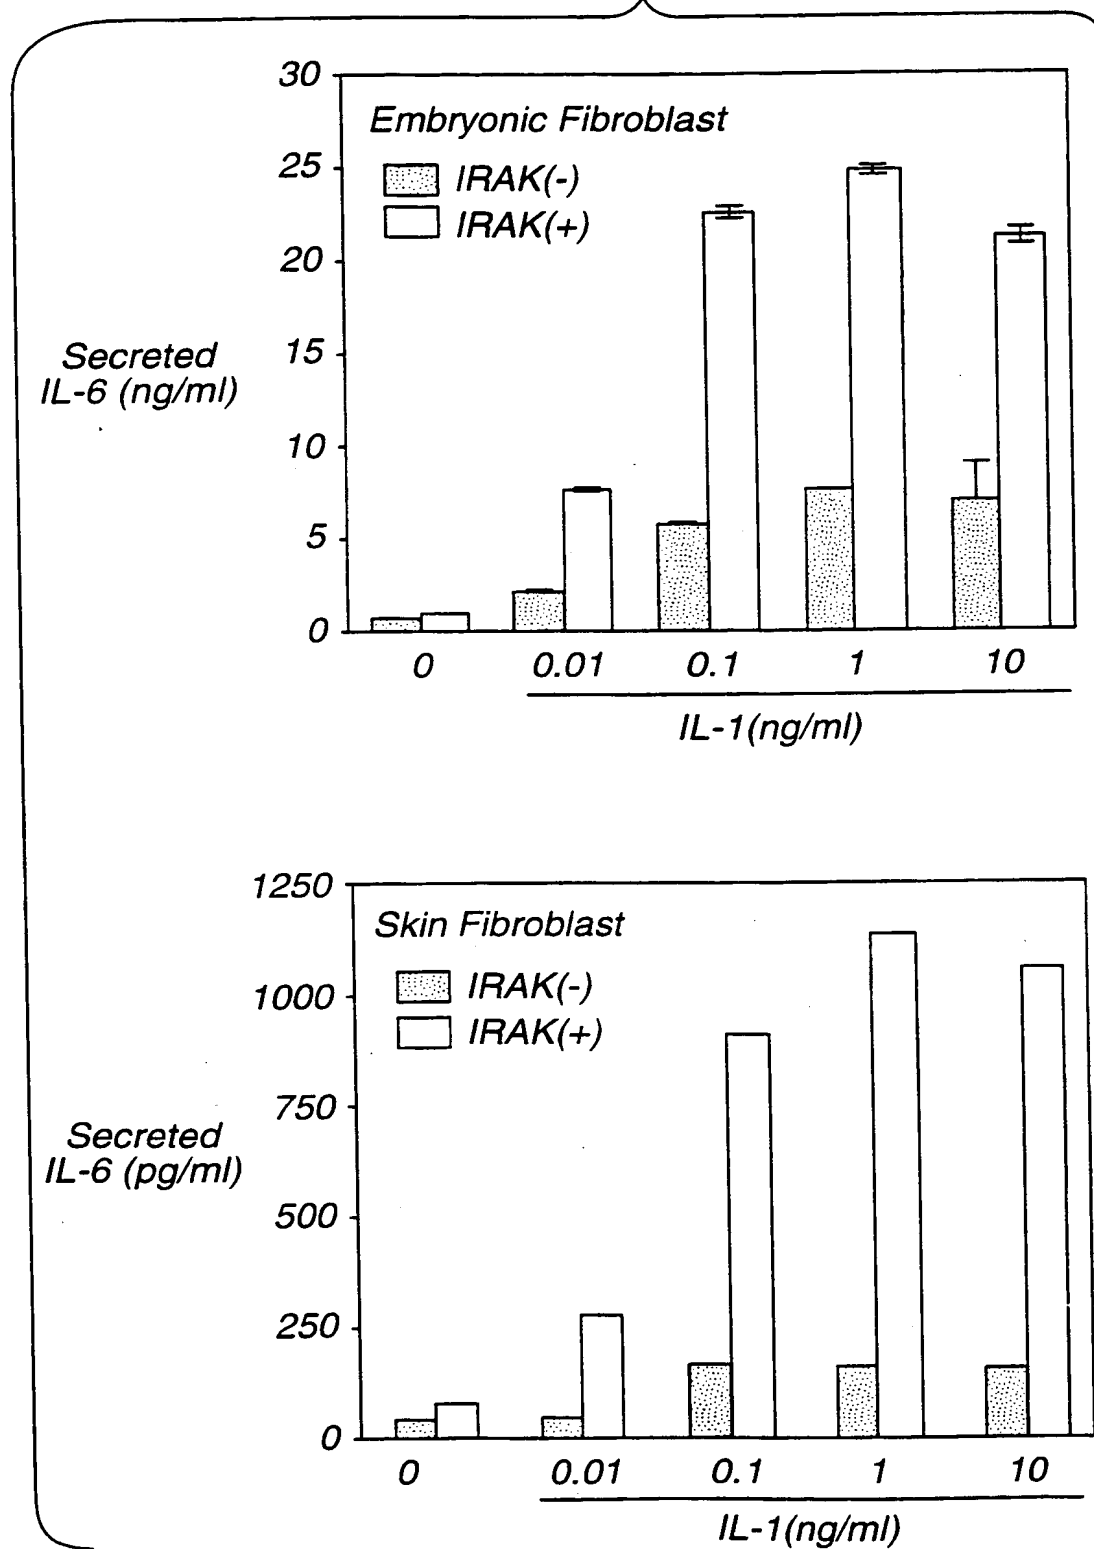 30
Embryonic Fibroblast
25
IRAK(-)
IRAK(+)
20
15
Secreted
IL-6 (ng/ml)
10
5
0
0 0.01 0.1 1 10
IL-1(ng/ml)
1250
Skin Fibroblast
IRAK(-)
1000
IRAK(+)
750
Secreted
IL-6 (pg/ml)
500
250
0
0 0.01 0.1 1 10
IL-1(ng/ml)